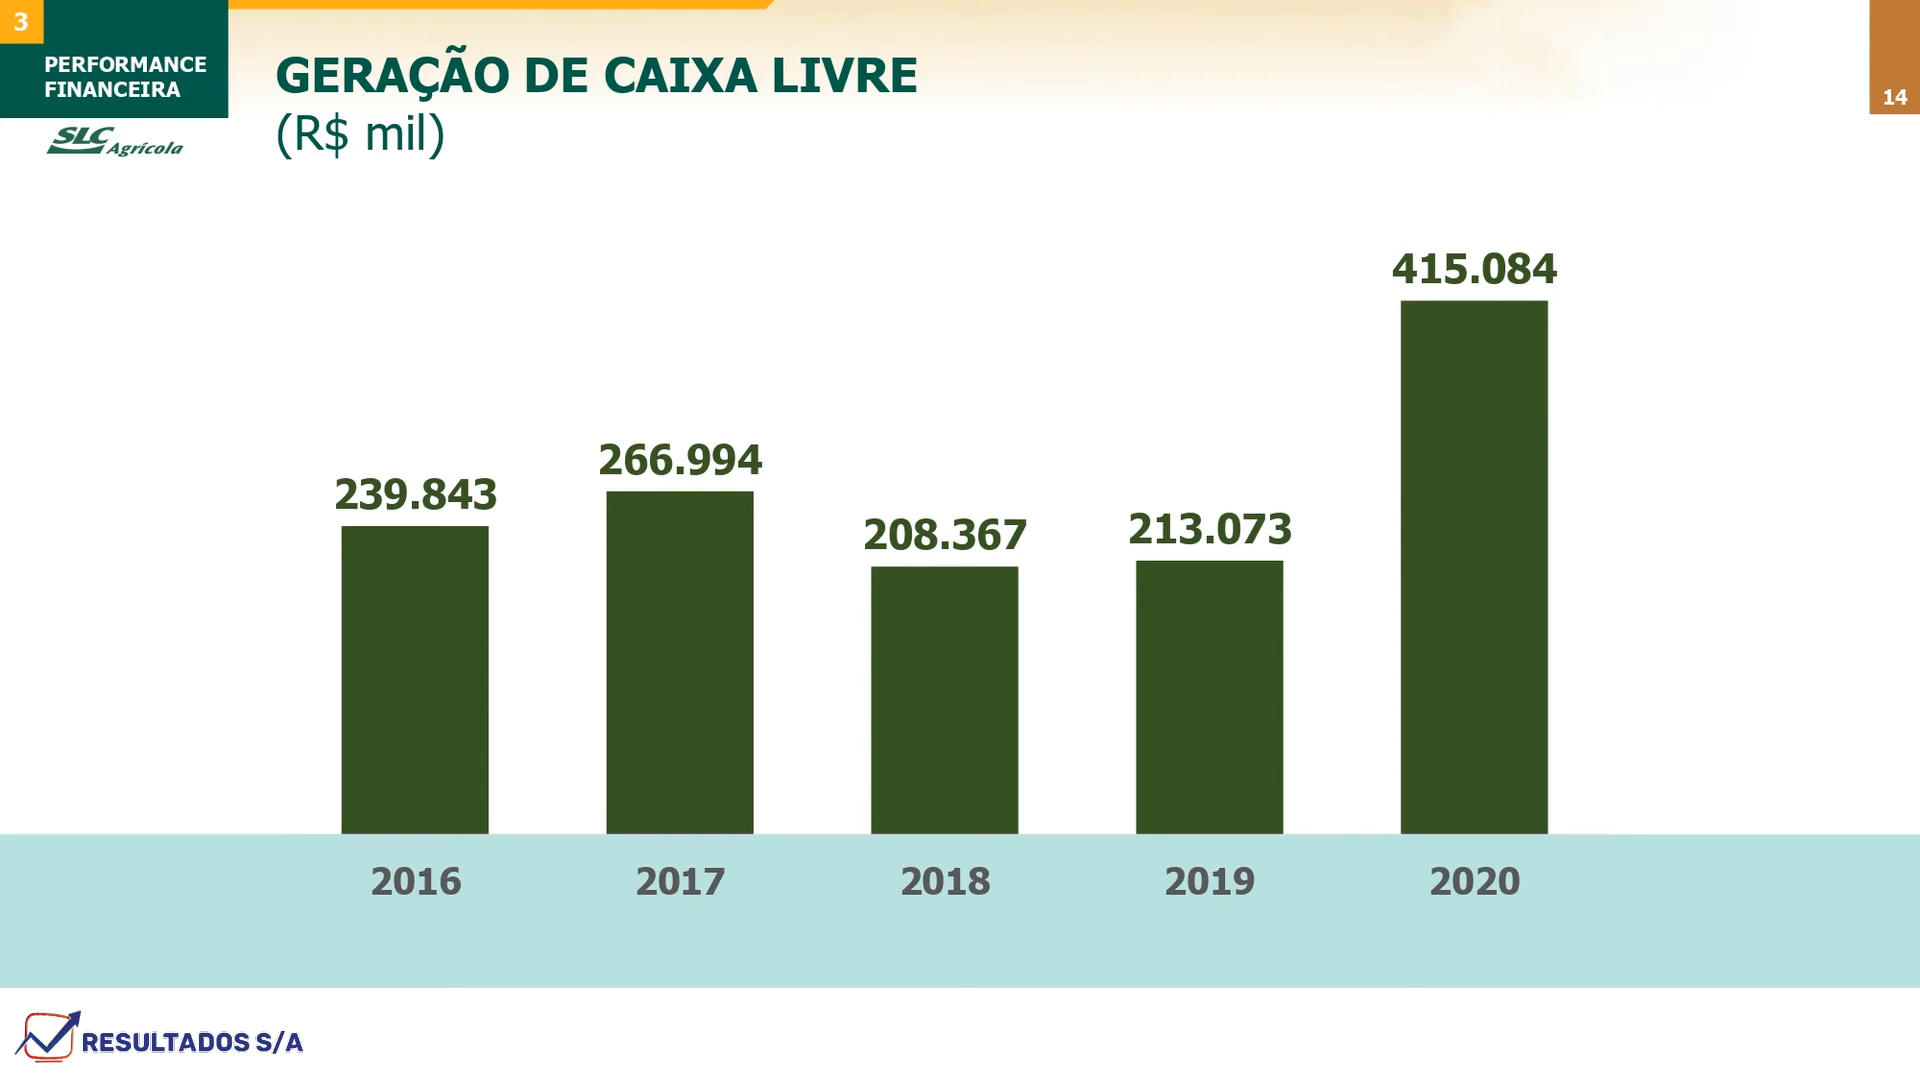 3
PERFORMANCE
FINANCEIRA
SLC Agrícola
GERAÇÃO DE CAIXA LIVRE
(R$ mil)
14
239.843
266.994
208.367
213.073
415.084
2016
2017
2018
2019
2020
RESULTADOS S/A